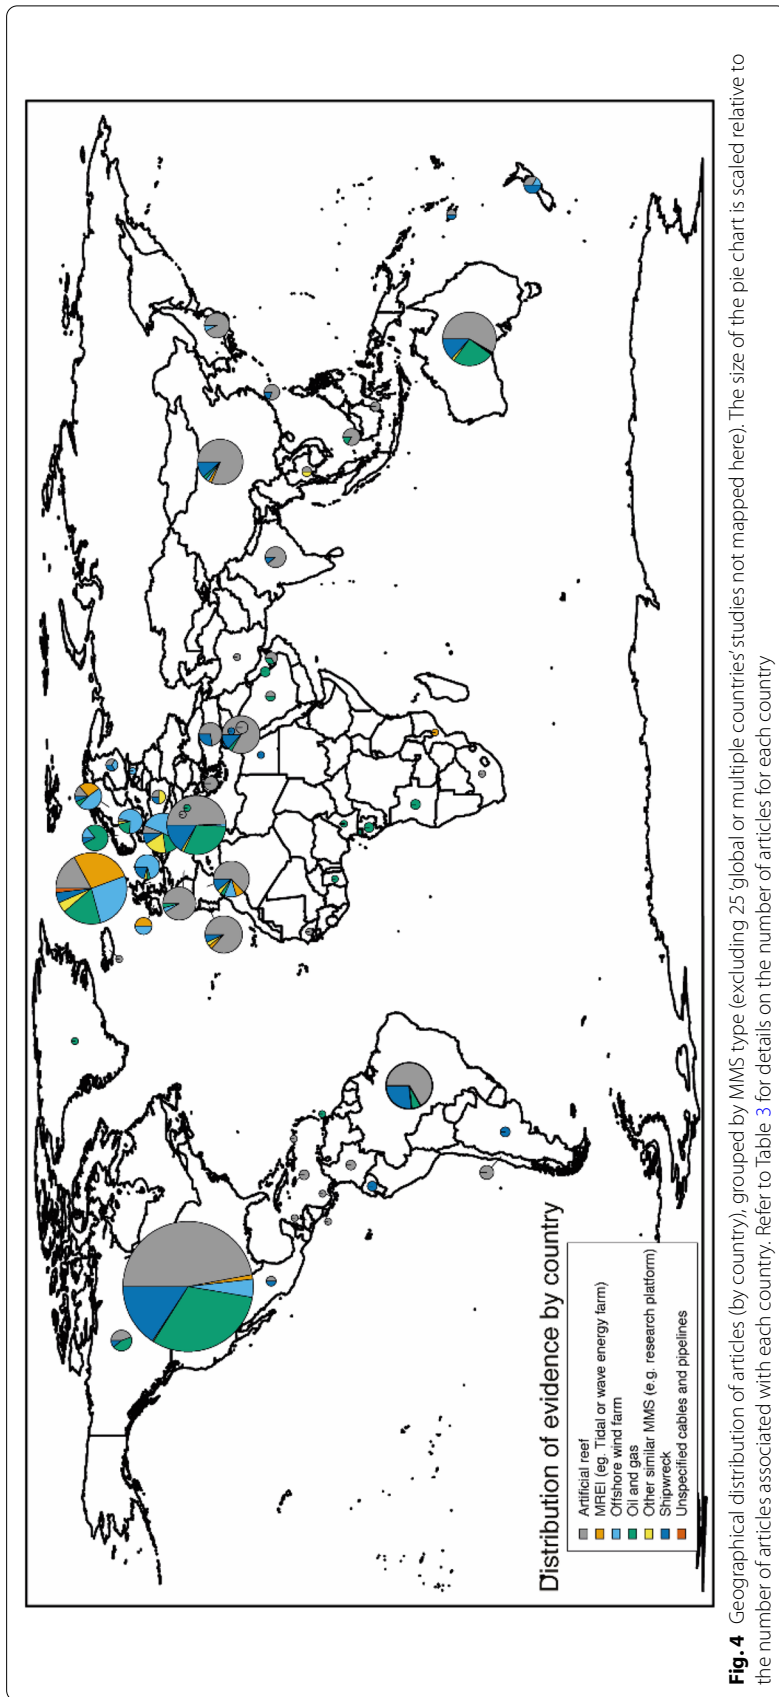 Distribution of evidence by country
Artificial reef
MREI (eg. Tidal or wave energy farm)
Offshore wind farm
Oil and gas
Other similar MMS (e.g. research platform)
Shipwreck
Unspecified cables and pipelines
Fig. 4 Geographical distribution of articles (by country), grouped by MMS type (excluding 25 ‘global or multiple countries’ studies not mapped here). The size of the pie chart is scaled relative to
the number of articles associated with each country. Refer to Table 3 for details on the number of articles for each country